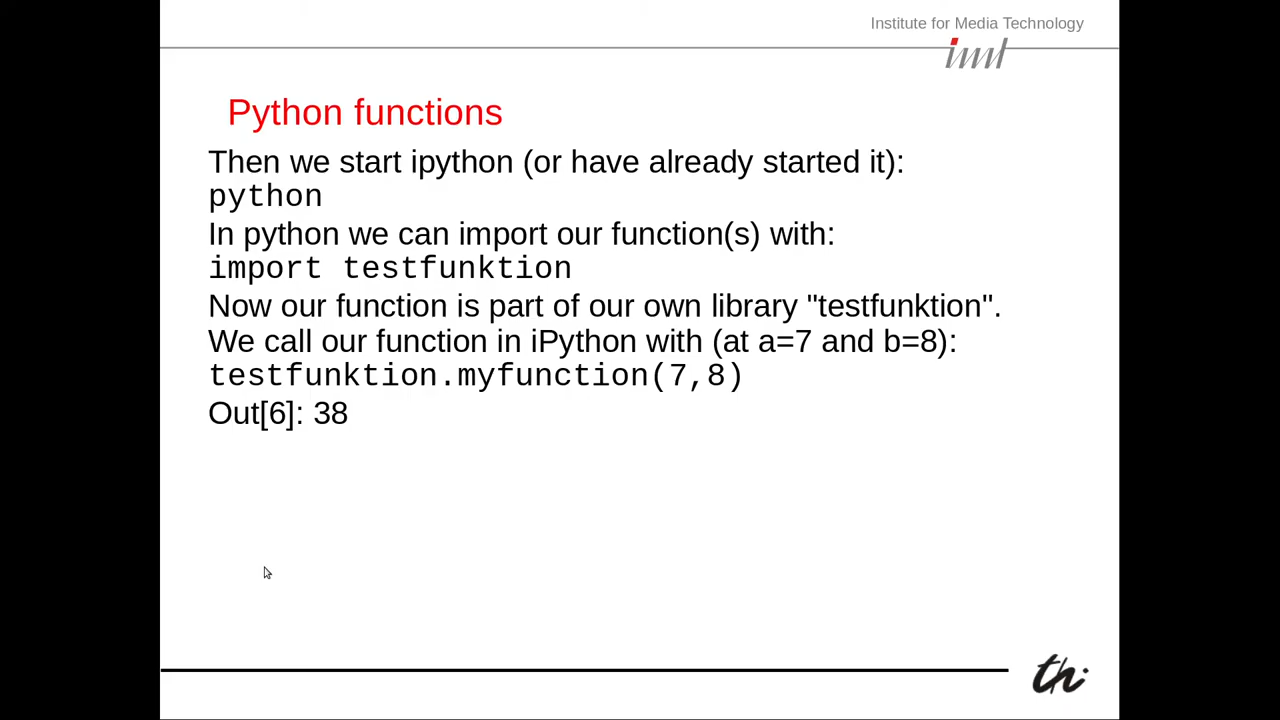 Institute for Media Technology
iml
Python functions
Then we start ipython (or have already started it):
python
In python we can import our function(s) with:
import testfunktion
Now our function is part of our own library "testfunktion".
We call our function in iPython with (at a=7 and b=8):
testfunktion.myfunction(7,8)
Out[6]: 38
th